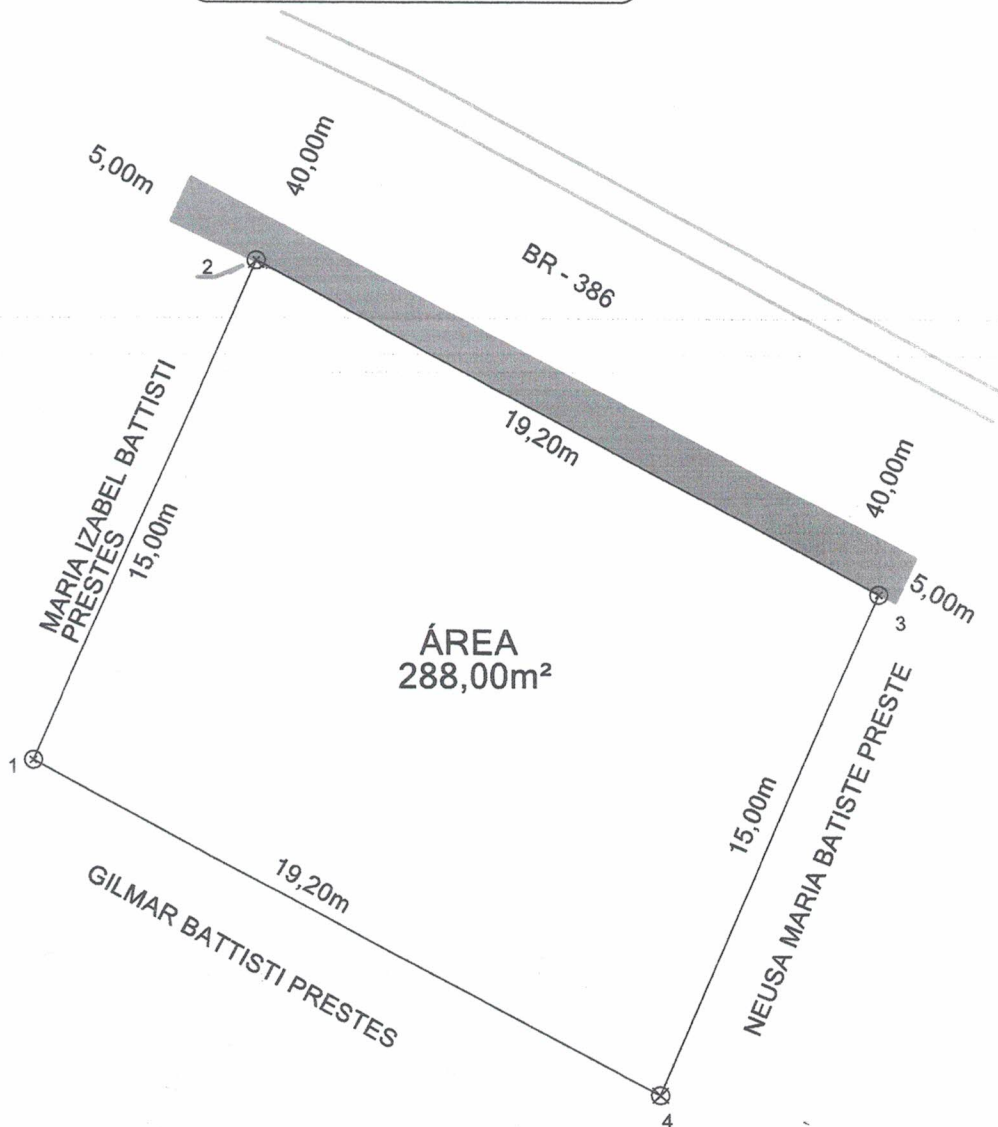 5,00m
40,00m
2
BR - 386
MARIA IZABEL BATTISTI
PRESTES
15,00m
19,20m
40,00m
5,00m
3
ÁREA
288,00m²
1
19,20m
15,00m
GILMAR BATTISTI PRESTES
NEUSA MARIA BATISTE PRESTE
4